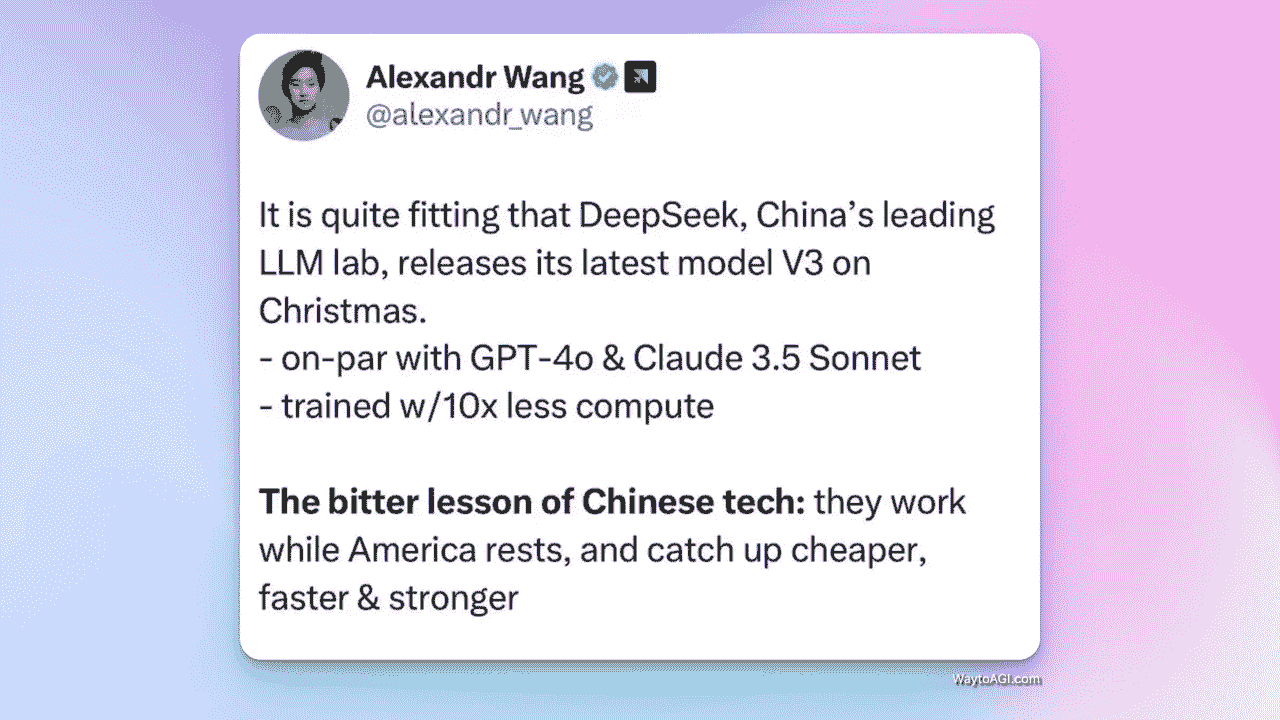 Alexandr Wang
@alexandr_wang
It is quite fitting that DeepSeek, China’s leading
LLM lab, releases its latest model V3 on
Christmas.
- on-par with GPT-4o & Claude 3.5 Sonnet
- trained w/10x less compute
The bitter lesson of Chinese tech: they work
while America rests, and catch up cheaper,
faster & stronger
WaytoAGI.com